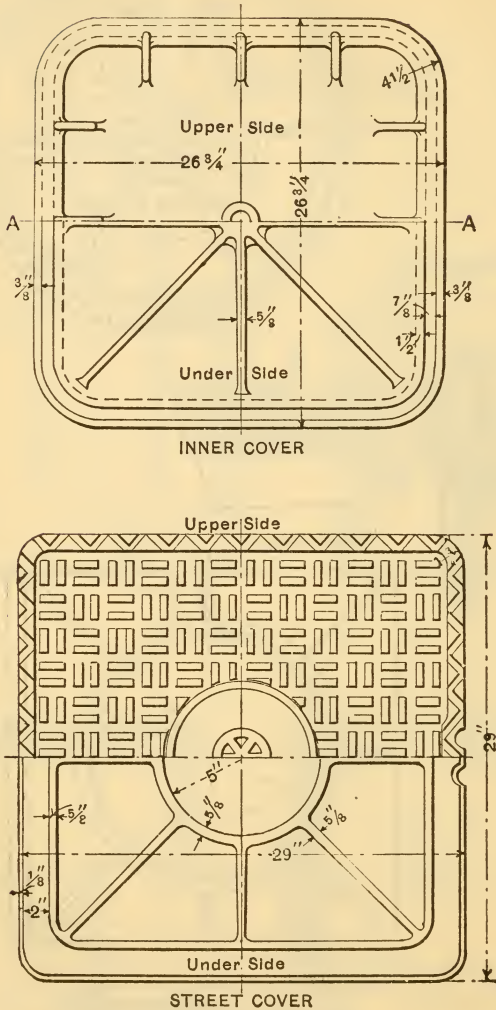 4 1/2"
Upper Side
26 3/4"
26 3/4"
A A
3/8"
5/8"
7/8"
3/8"
1/2"
Under Side
INNER COVER
Upper Side
29"
5"
5/8"
5/8"
5/8"
29"
1/8"
2"
Under Side
STREET COVER